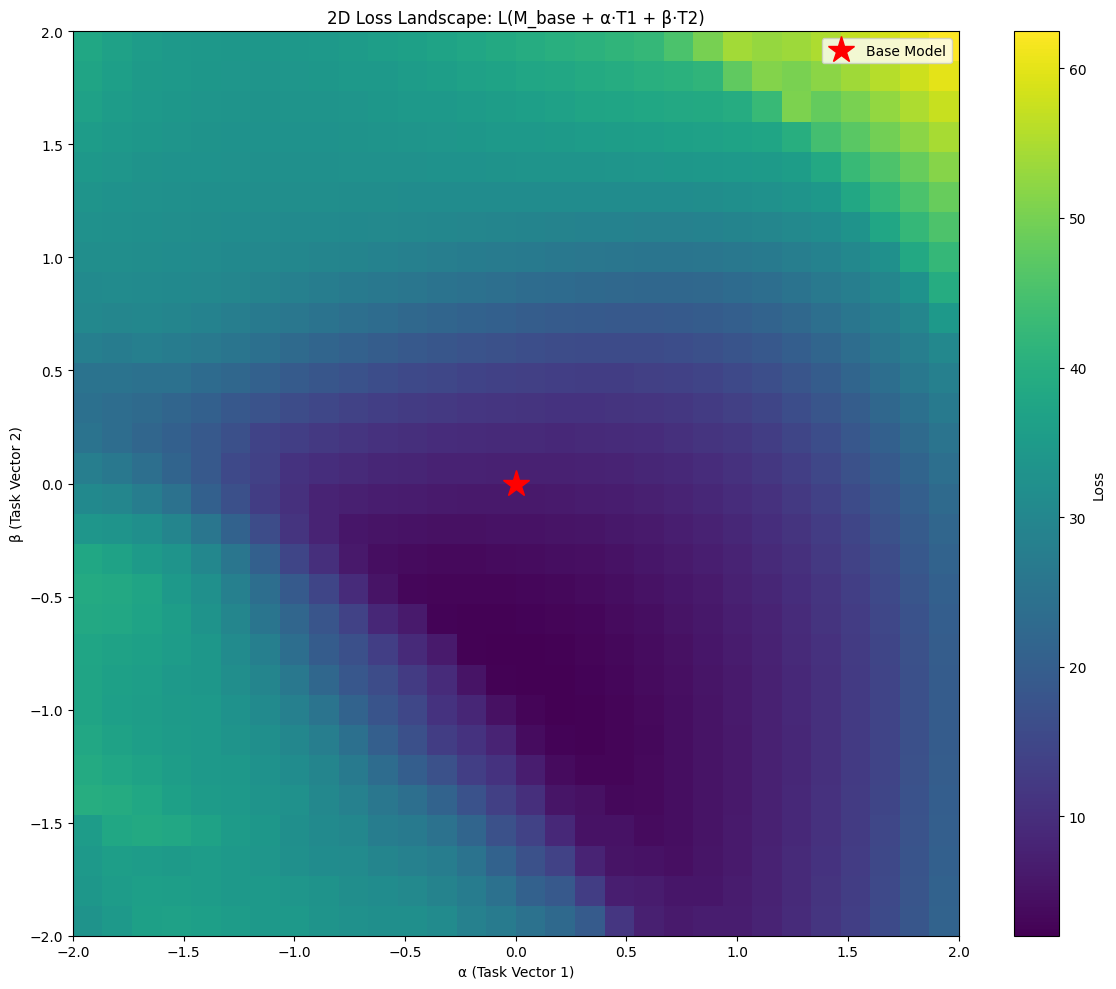 2D Loss Landscape: L(M_base + α·T1 + β·T2)
Base Model
2.0
1.5
1.0
0.5
0.0
−0.5
−1.0
−1.5
−2.0
β (Task Vector 2)
−2.0 −1.5 −1.0 −0.5 0.0 0.5 1.0 1.5 2.0
α (Task Vector 1)
60
50
40
30
20
10
Loss